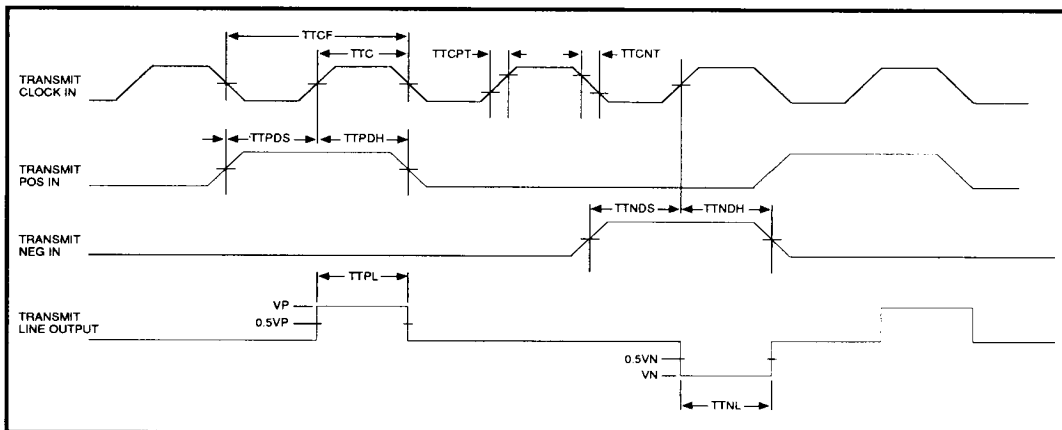 TTCF
TTC
TTCPT
TTCNT
TRANSMIT
CLOCK IN
TTPDS
TTPDH
TRANSMIT
POS IN
TTNDS
TTNDH
TRANSMIT
NEG IN
TTPL
VP
0.5VP
TRANSMIT
LINE OUTPUT
0.5VN
VN
TTNL